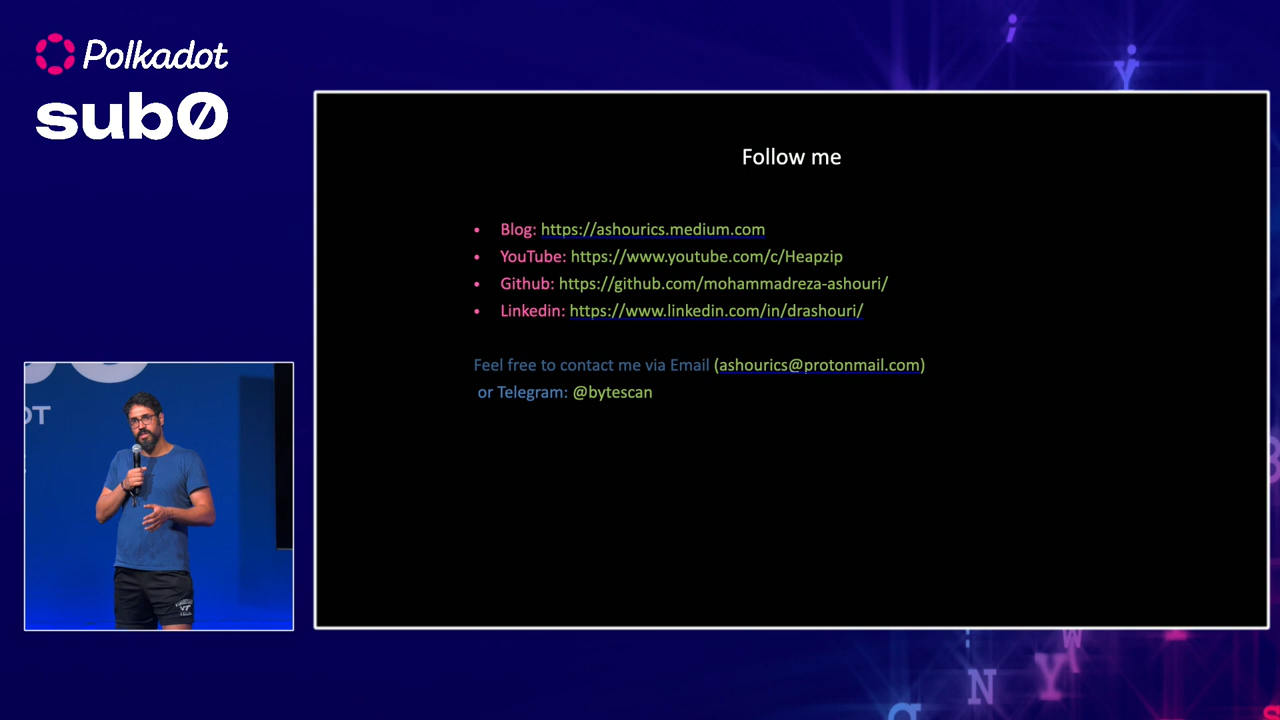 Polkadot
sub0
Follow me
• Blog: https://ashourics.medium.com
• YouTube: https://www.youtube.com/c/Heapzip
• Github: https://github.com/mohammadreza-ashouri/
• Linkedin: https://www.linkedin.com/in/drashouri/
Feel free to contact me via Email (ashourics@protonmail.com)
or Telegram: @bytescan
OT
VT